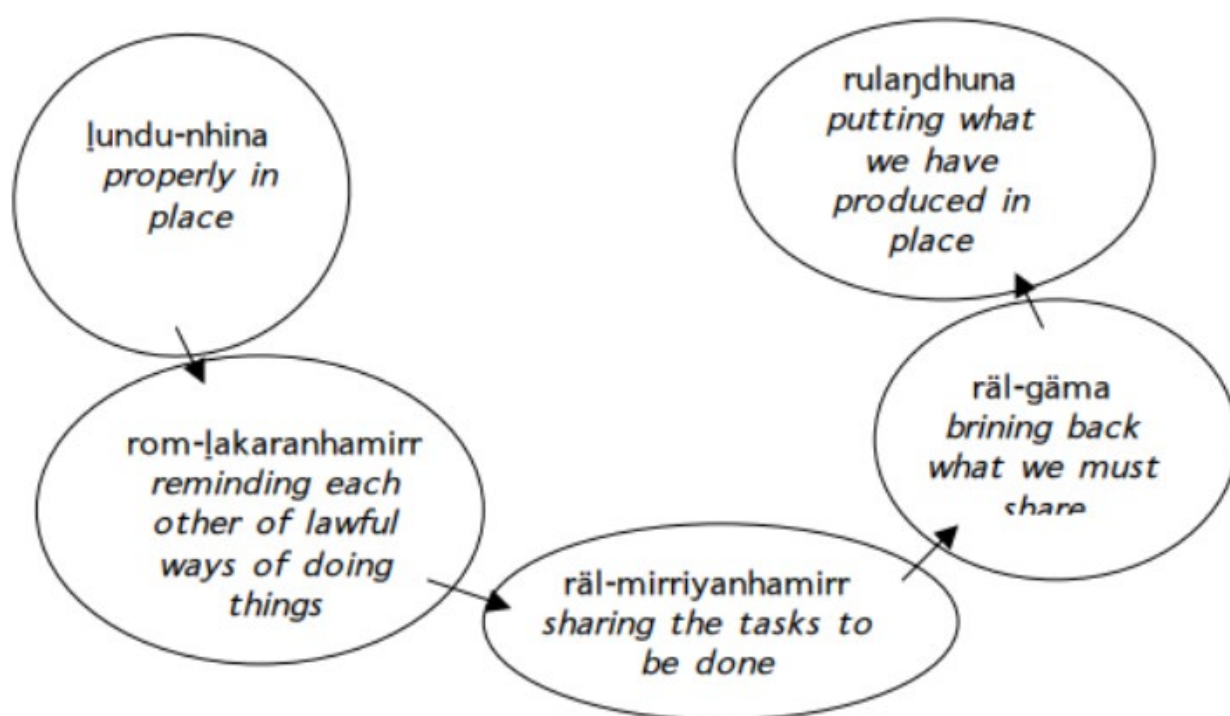 ḻundu-nhina
properly in
place
rom-ḻakaranhamirr
reminding each
other of lawful
ways of doing
things
räl-mirriyanhamirr
sharing the tasks to
be done
räl-gäma
brining back
what we must
share
rulaŋdhuna
putting what
we have
produced in
place